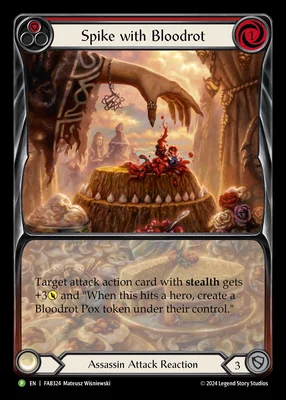 Spike with Bloodrot
Target attack action card with stealth gets
+3 and "When this hits a hero, create a
Bloodrot Pox token under their control."
Assassin Attack Reaction
3
P EN | FAB324 Mateusz Wiśniewski
© 2024 Legend Story Studios